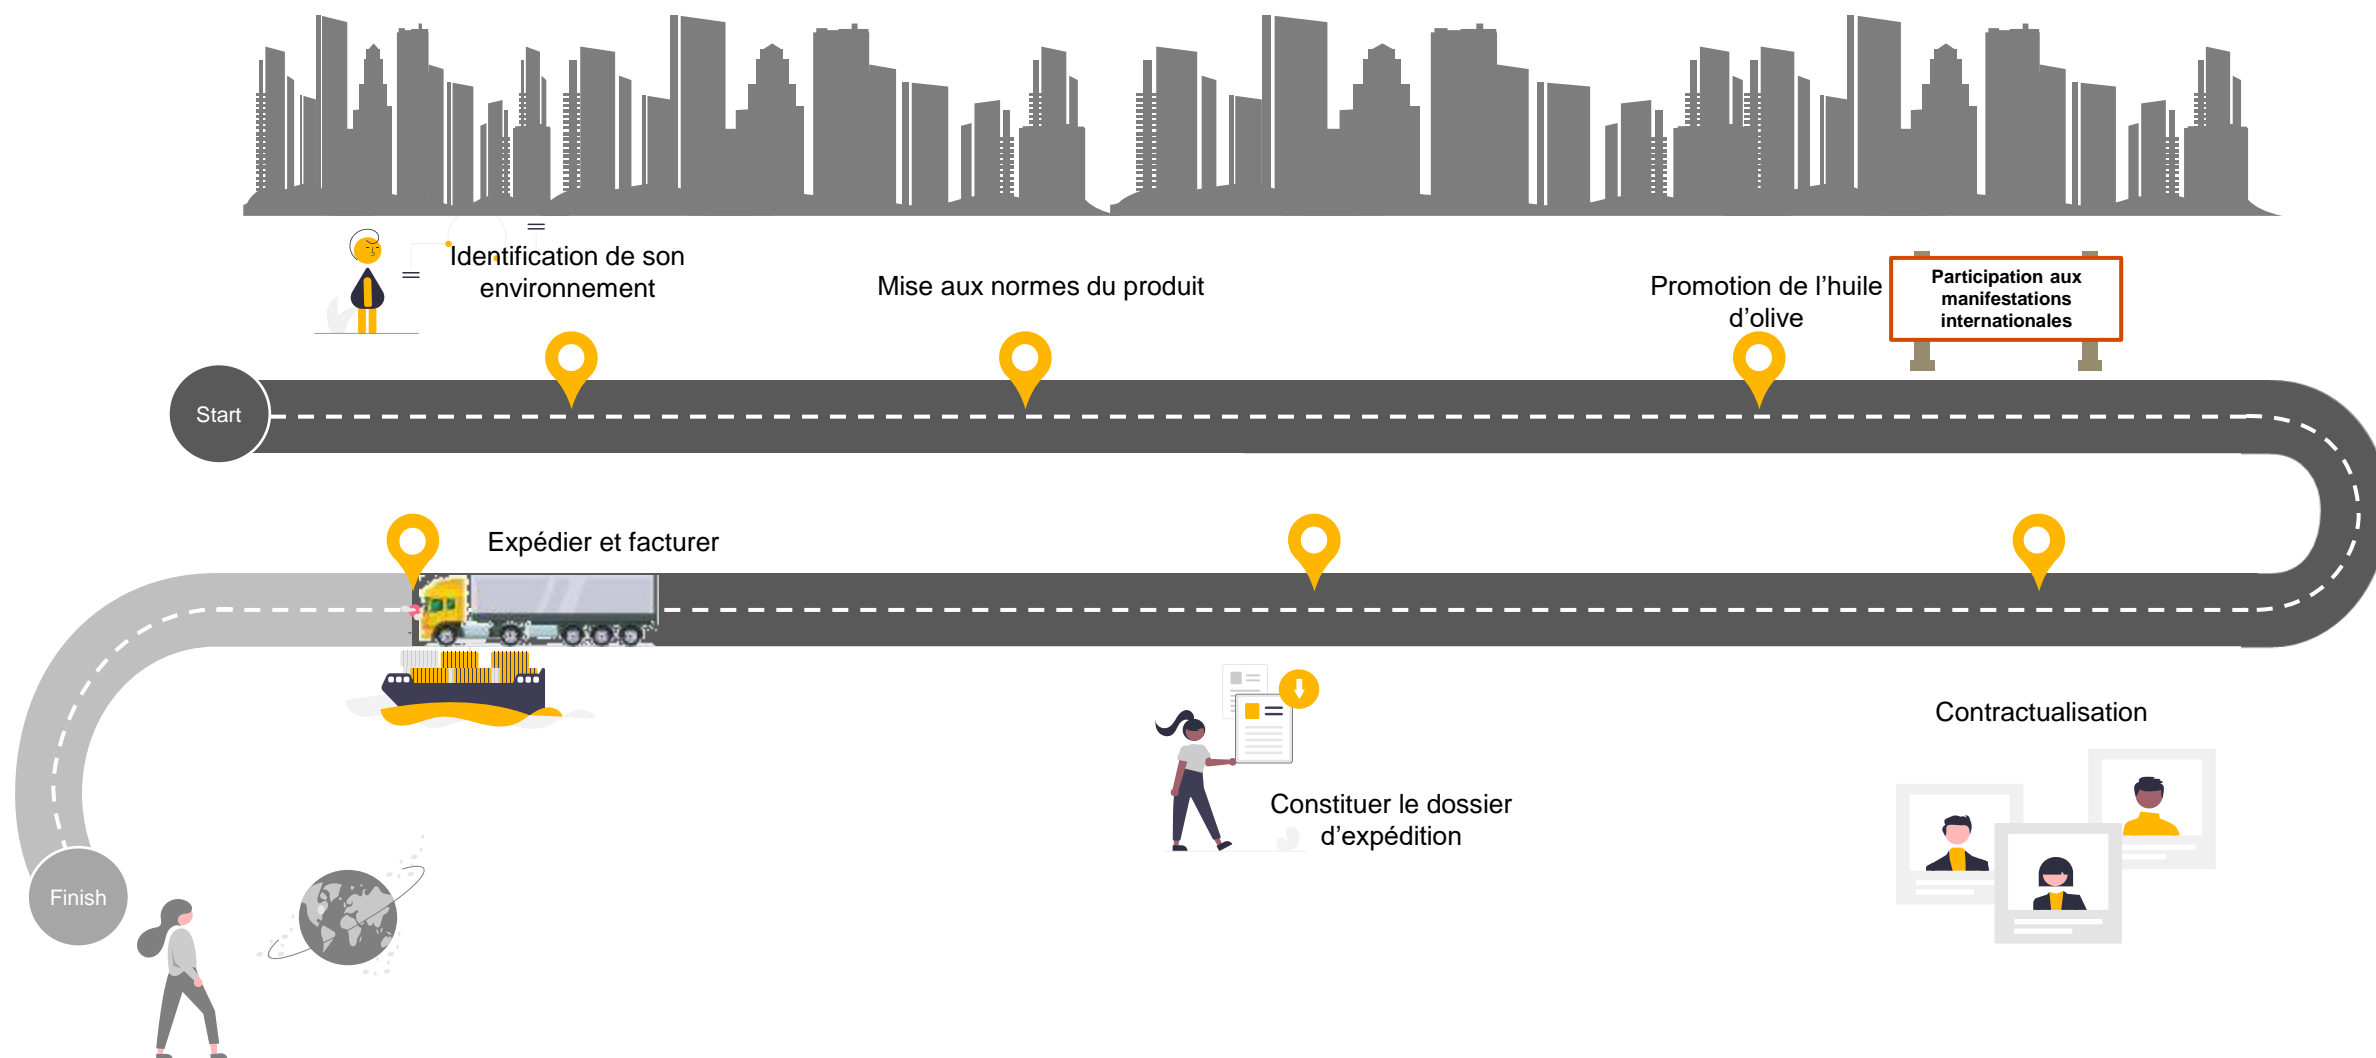 Identification de son
environnement
Mise aux normes du produit
Promotion de l’huile
d’olive
Participation aux
manifestations
internationales
Start
Expédier et facturer
Contractualisation
Constituer le dossier
d’expédition
Finish